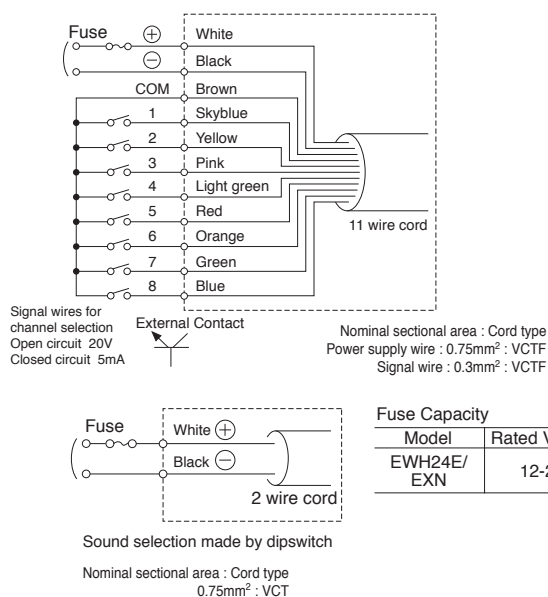 Fuse ⊕ White
⊖ Black
COM Brown
1 Skyblue
2 Yellow
3 Pink
4 Light green
5 Red
6 Orange
7 Green
8 Blue
11 wire cord
Signal wires for
channel selection
Open circuit 20V
Closed circuit 5mA
External Contact
Nominal sectional area : Cord type
Power supply wire : 0.75mm² : VCTF
Signal wire : 0.3mm² : VCTF
Fuse White ⊕
Black ⊖
2 wire cord
Sound selection made by dipswitch
Nominal sectional area : Cord type
0.75mm² : VCT
Fuse Capacity
Model Rated V
EWH24E/
EXN
12-2